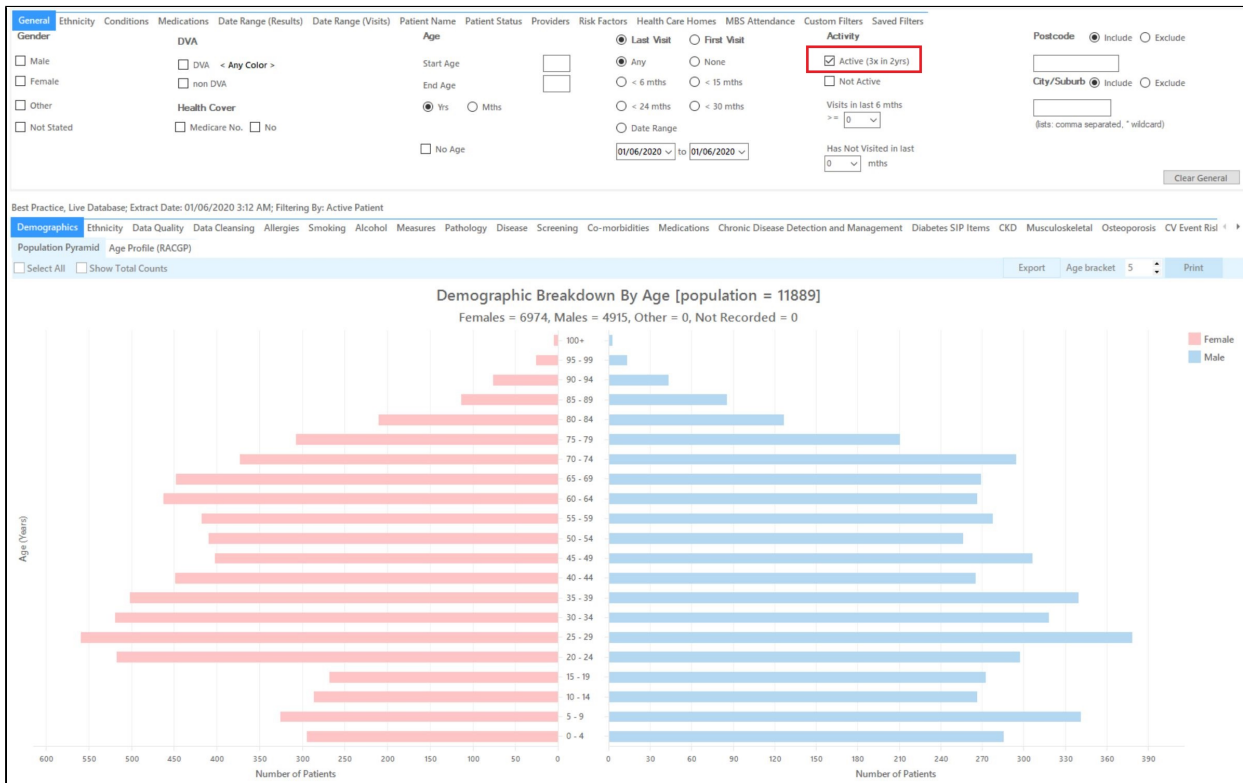 General Ethnicity Conditions Medications Date Range (Results) Date Range (Visits) Patient Name Patient Status Providers Risk Factors Health Care Homes MBS Attendance Custom Filters Saved Filters
Gender
Male
Female
Other
Not Stated
DVA
DVA < Any Color >
non DVA
Health Cover
Medicare No. No
Age
Start Age
End Age
Yrs Mths
No Age
Last Visit First Visit
Any None
< 6 mths < 15 mths
< 24 mths < 30 mths
Date Range
01/06/2020 to 01/06/2020
Activity
Active (3x in 2yrs)
Not Active
Visits in last 6 mths
>= 0
Has Not Visited in last
0 mths
Postcode Include Exclude
City/Suburb Include Exclude
(lists: comma separated, * wildcard)
Clear General
Best Practice, Live Database; Extract Date: 01/06/2020 3:12 AM; Filtering By: Active Patient
Demographics Ethnicity Data Quality Data Cleansing Allergies Smoking Alcohol Measures Pathology Disease Screening Co-morbidities Medications Chronic Disease Detection and Management Diabetes SIP Items CKD Musculoskeletal Osteoporosis CV Event Risl
Population Pyramid Age Profile (RACGP)
Select All Show Total Counts Export Age bracket 5 Print
Demographic Breakdown By Age [population = 11889]
Females = 6974, Males = 4915, Other = 0, Not Recorded = 0
Female
Male
Age (Years)
100+
95 - 99
90 - 94
85 - 89
80 - 84
75 - 79
70 - 74
65 - 69
60 - 64
55 - 59
50 - 54
45 - 49
40 - 44
35 - 39
30 - 34
25 - 29
20 - 24
15 - 19
10 - 14
5 - 9
0 - 4
600 550 500 450 400 350 300 250 200 150 100 50 0 0 30 60 90 120 150 180 210 240 270 300 330 360 390
Number of Patients Number of Patients